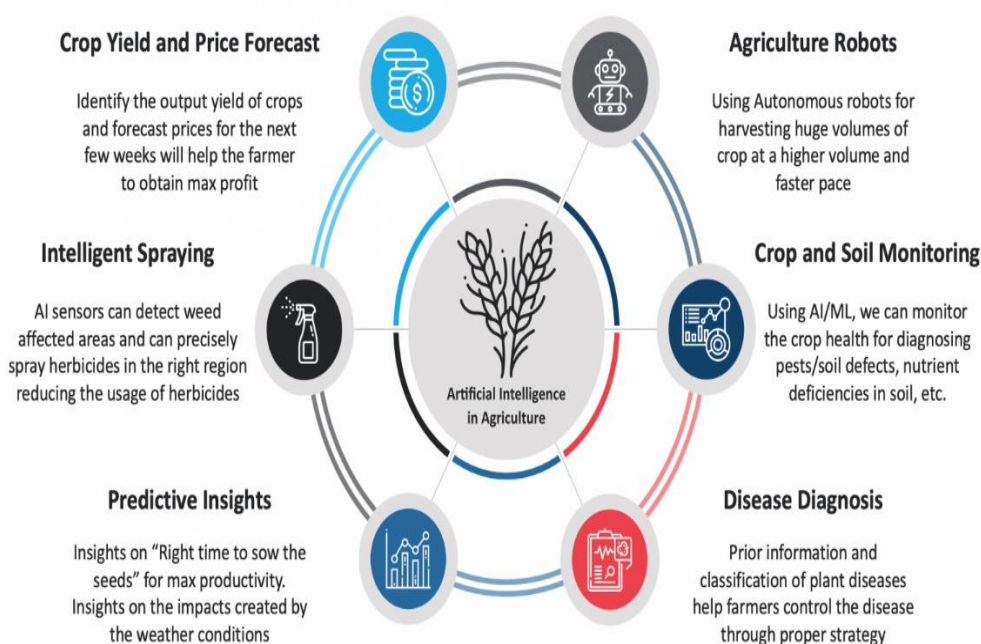 Crop Yield and Price Forecast
Identify the output yield of crops
and forecast prices for the next
few weeks will help the farmer
to obtain max profit
Agriculture Robots
Using Autonomous robots for
harvesting huge volumes of
crop at a higher volume and
faster pace
Intelligent Spraying
AI sensors can detect weed
affected areas and can precisely
spray herbicides in the right region
reducing the usage of herbicides
Artificial Intelligence
in Agriculture
Crop and Soil Monitoring
Using AI/ML, we can monitor
the crop health for diagnosing
pests/soil defects, nutrient
deficiencies in soil, etc.
Predictive Insights
Insights on “Right time to sow the
seeds” for max productivity.
Insights on the impacts created by
the weather conditions
Disease Diagnosis
Prior information and
classification of plant diseases
help farmers control the disease
through proper strategy
$